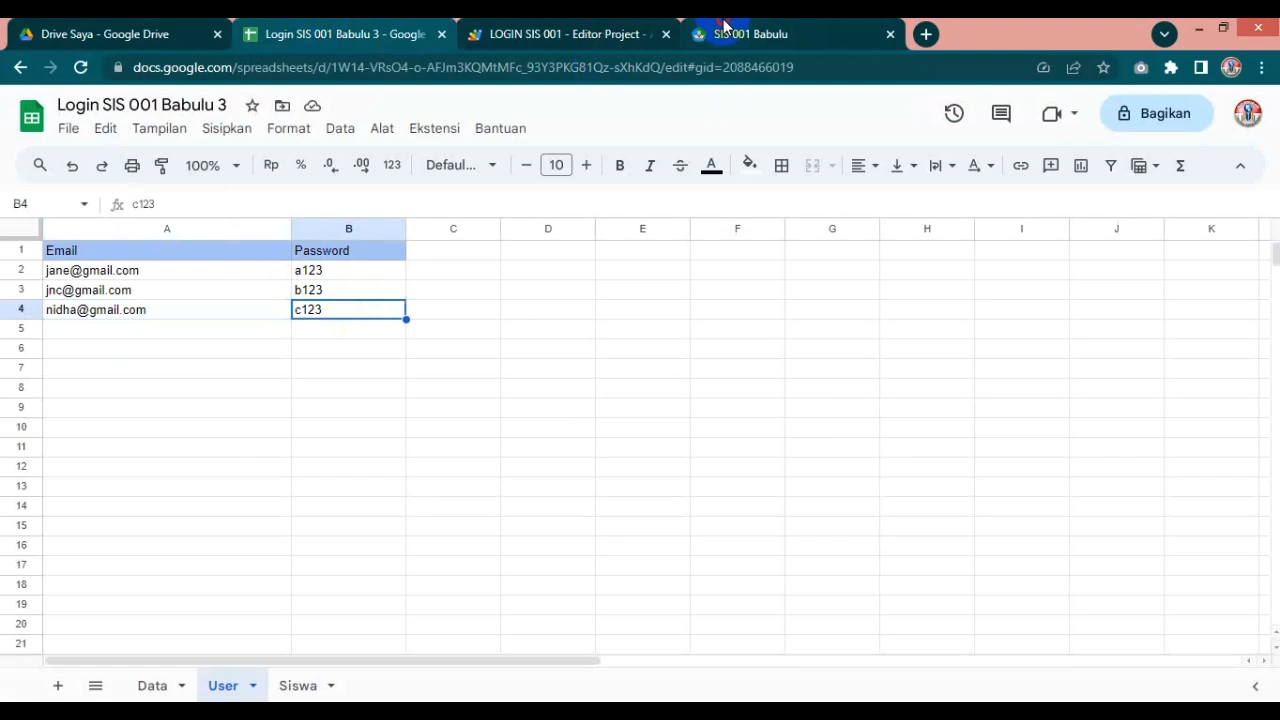 Drive Saya - Google Drive
Login SIS 001 Babulu 3 - Google
LOGIN SIS 001 - Editor Project - A
SIS 001 Babulu
docs.google.com/spreadsheets/d/1W14-VRsO4-o-AFJm3KQMtMFc_93Y3PKG81Qz-sXhKdQ/edit#gid=2088466019
Login SIS 001 Babulu 3
Bagikan
File Edit Tampilan Sisipkan Format Data Alat Ekstensi Bantuan
100% Rp % .0 .00 123 Defaul... 10 B I A Σ
B4 fx c123
A B C D E F G H I J K
1 Email Password
2 jane@gmail.com a123
3 jnc@gmail.com b123
4 nidha@gmail.com c123
5
6
7
8
9
10
11
12
13
14
15
16
17
18
19
20
21
Data User Siswa